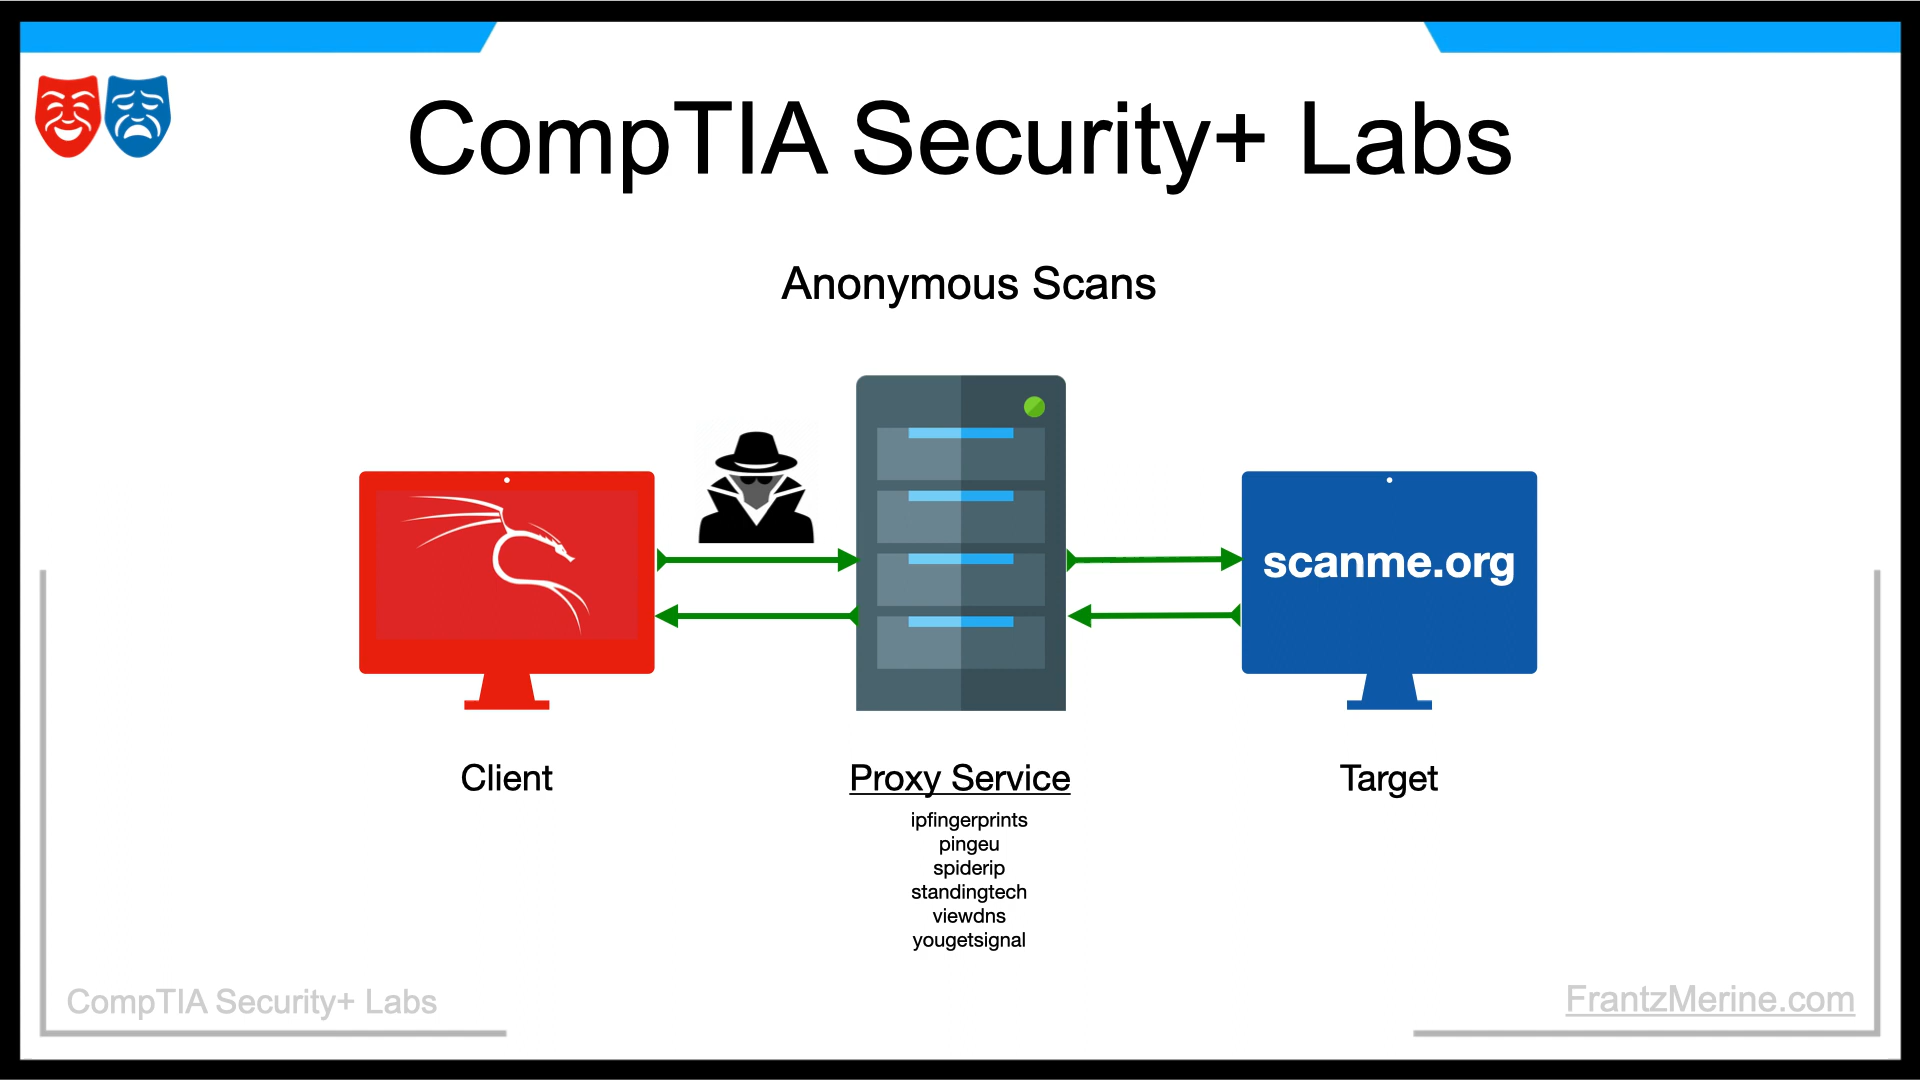 CompTIA Security+ Labs
Anonymous Scans
scanme.org
Client
Proxy Service
Target
ipfingerprints
pingeu
spiderip
standingtech
viewdns
yougetsignal
CompTIA Security+ Labs
FrantzMerine.com